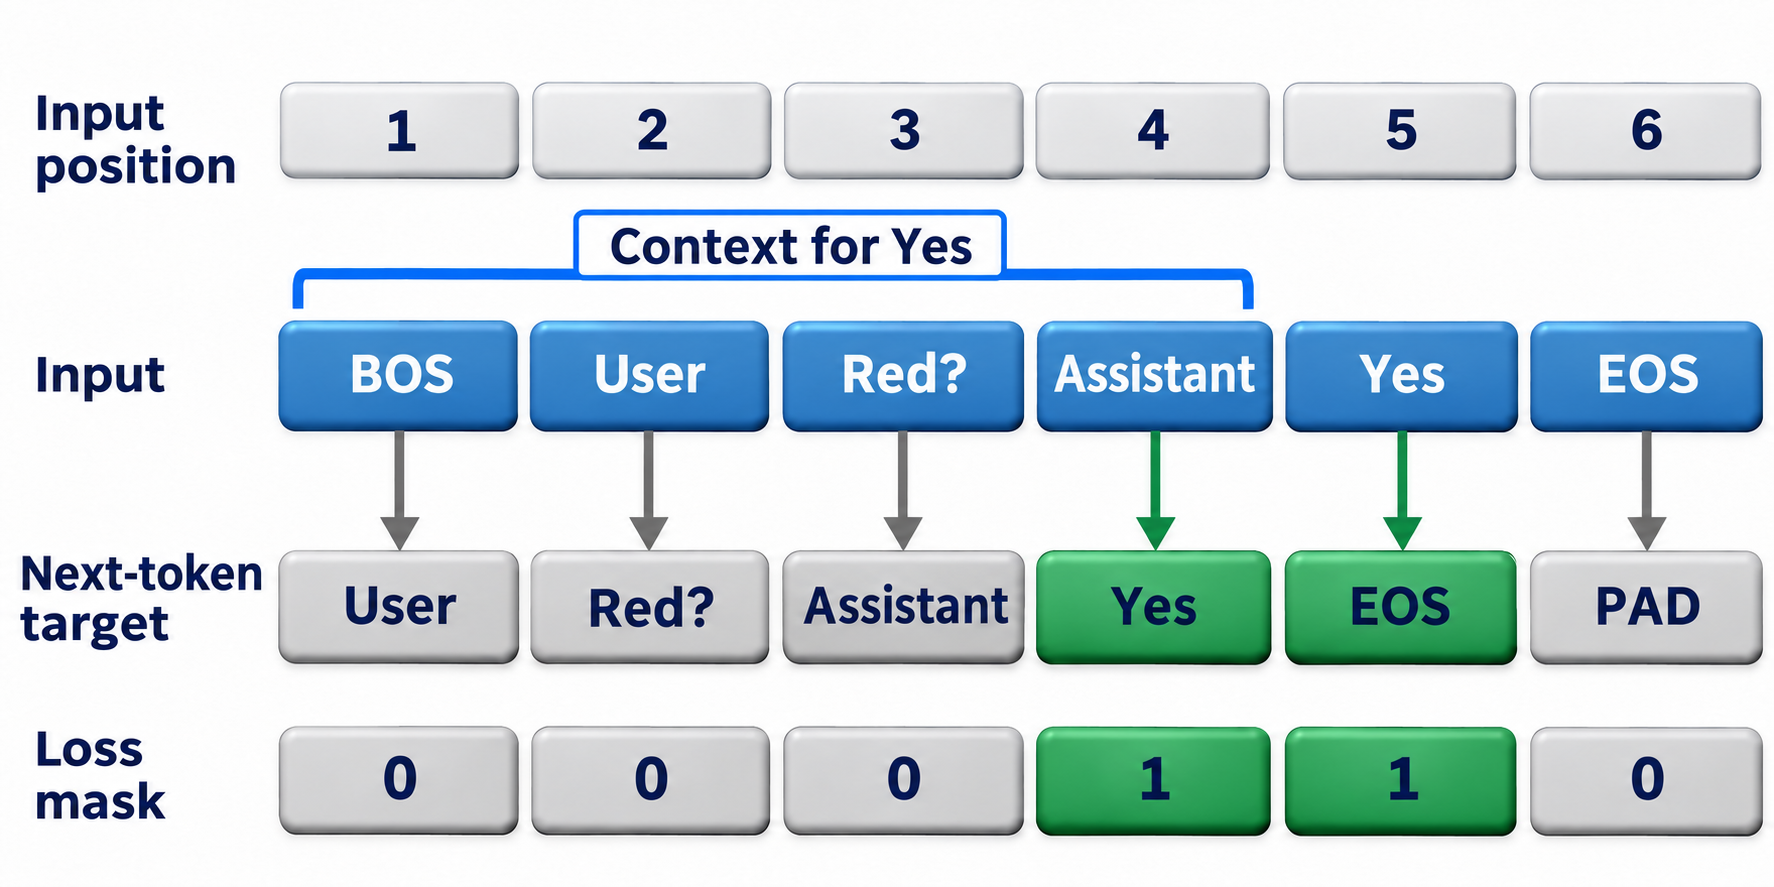 Input
position
1
2
3
4
5
6
Context for Yes
Input
BOS
User
Red?
Assistant
Yes
EOS
Next-token
target
User
Red?
Assistant
Yes
EOS
PAD
Loss
mask
0
0
0
1
1
0